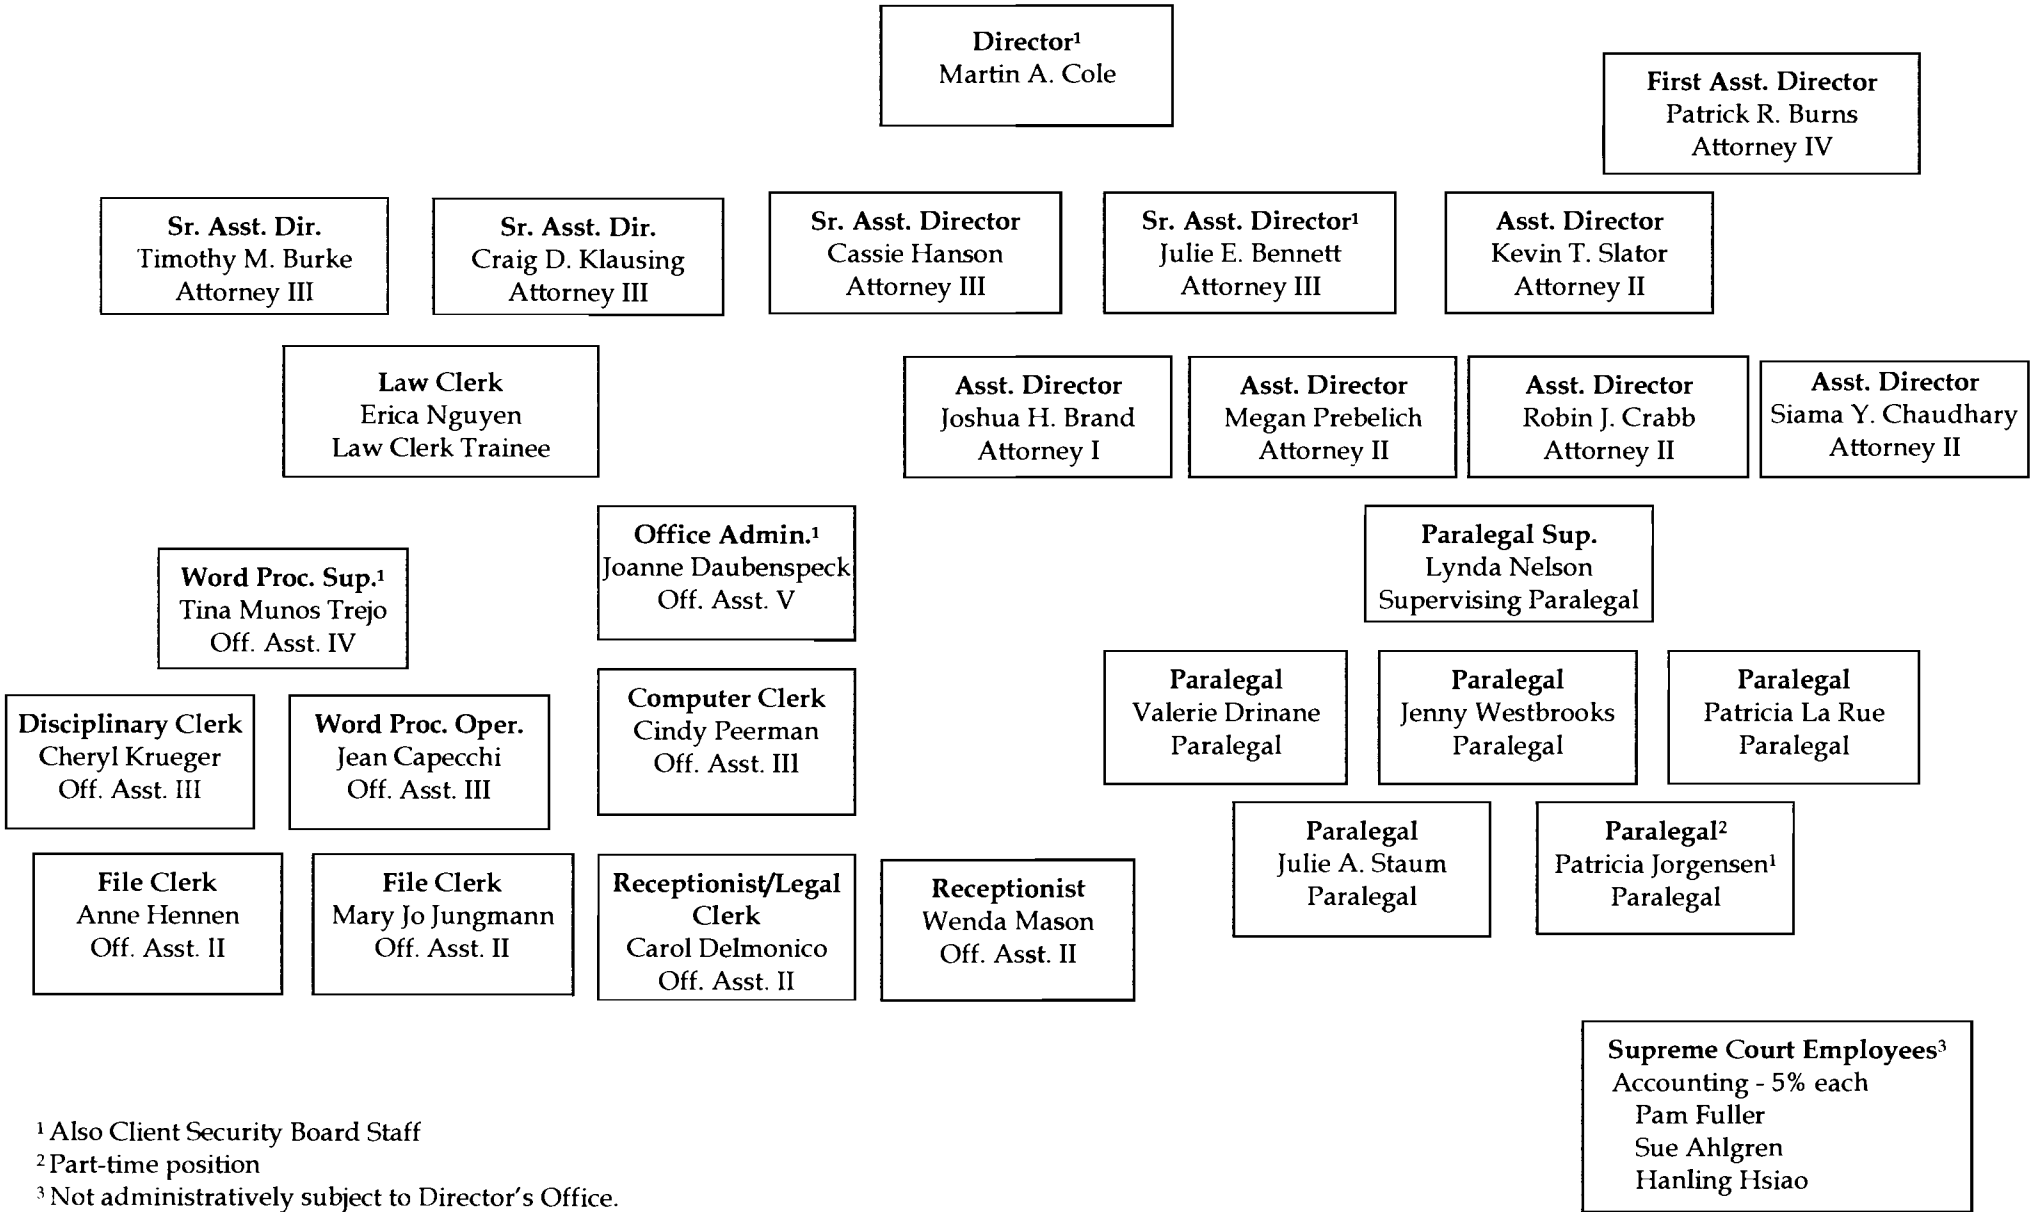 Director¹
Martin A. Cole
First Asst. Director
Patrick R. Burns
Attorney IV
Sr. Asst. Dir.
Timothy M. Burke
Attorney III
Sr. Asst. Dir.
Craig D. Klausing
Attorney III
Sr. Asst. Director
Cassie Hanson
Attorney III
Sr. Asst. Director¹
Julie E. Bennett
Attorney III
Asst. Director
Kevin T. Slator
Attorney II
Law Clerk
Erica Nguyen
Law Clerk Trainee
Asst. Director
Joshua H. Brand
Attorney I
Asst. Director
Megan Prebelich
Attorney II
Asst. Director
Robin J. Crabb
Attorney II
Asst. Director
Siama Y. Chaudhary
Attorney II
Word Proc. Sup.¹
Tina Munos Trejo
Off. Asst. IV
Office Admin.¹
Joanne Daubenspeck
Off. Asst. V
Paralegal Sup.
Lynda Nelson
Supervising Paralegal
Disciplinary Clerk
Cheryl Krueger
Off. Asst. III
Word Proc. Oper.
Jean Capecchi
Off. Asst. III
Computer Clerk
Cindy Peerman
Off. Asst. III
Paralegal
Valerie Drinane
Paralegal
Paralegal
Jenny Westbrooks
Paralegal
Paralegal
Patricia La Rue
Paralegal
Paralegal
Julie A. Staum
Paralegal
Paralegal²
Patricia Jorgensen¹
Paralegal
File Clerk
Anne Hennen
Off. Asst. II
File Clerk
Mary Jo Jungmann
Off. Asst. II
Receptionist/Legal
Clerk
Carol Delmonico
Off. Asst. II
Receptionist
Wenda Mason
Off. Asst. II
Supreme Court Employees³
Accounting - 5% each
Pam Fuller
Sue Ahlgren
Hanling Hsiao
¹ Also Client Security Board Staff
² Part-time position
³ Not administratively subject to Director's Office.